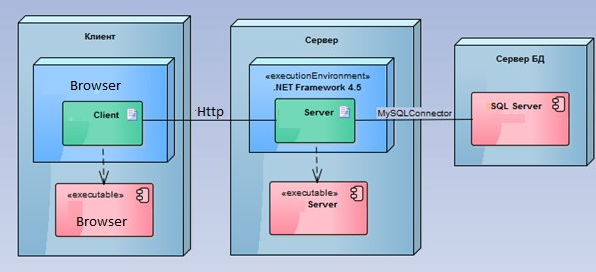 Клиент
Browser
Client
«executable»
Browser
Http
Сервер
«executionEnvironment»
.NET Framework 4.5
Server
«executable»
Server
MySQLConnector
Сервер БД
SQL Server